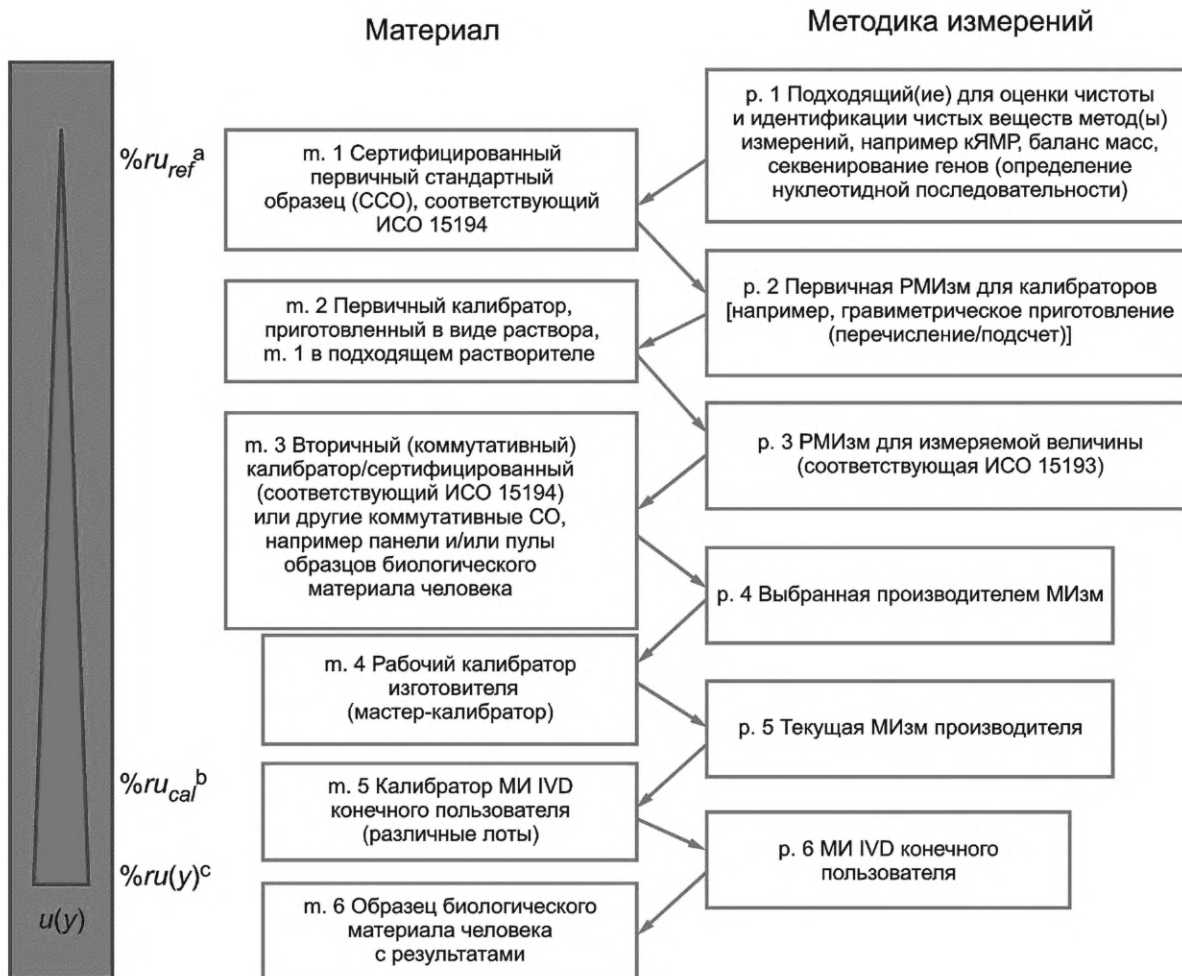 Материал
Методика измерений
р. 1 Подходящий(ие) для оценки чистоты
и идентификации чистых веществ метод(ы)
измерений, например кЯМР, баланс масс,
секвенирование генов (определение
нуклеотидной последовательности)
%ru_ref^a
m. 1 Сертифицированный
первичный стандартный
образец (ССО), соответствующий
ИСО 15194
р. 2 Первичная РМИзм для калибраторов
[например, гравиметрическое приготовление
(перечисление/подсчет)]
m. 2 Первичный калибратор,
приготовленный в виде раствора,
m. 1 в подходящем растворителе
р. 3 РМИзм для измеряемой величины
(соответствующая ИСО 15193)
m. 3 Вторичный (коммутативный)
калибратор/сертифицированный
(соответствующий ИСО 15194)
или другие коммутативные СО,
например панели и/или пулы
образцов биологического
материала человека
р. 4 Выбранная производителем МИзм
m. 4 Рабочий калибратор
изготовителя
(мастер-калибратор)
р. 5 Текущая МИзм производителя
%ru_cal^b
m. 5 Калибратор МИ IVD
конечного пользователя
(различные лоты)
р. 6 МИ IVD конечного
пользователя
%ru(y)^c
m. 6 Образец биологического
материала человека
с результатами
u(y)